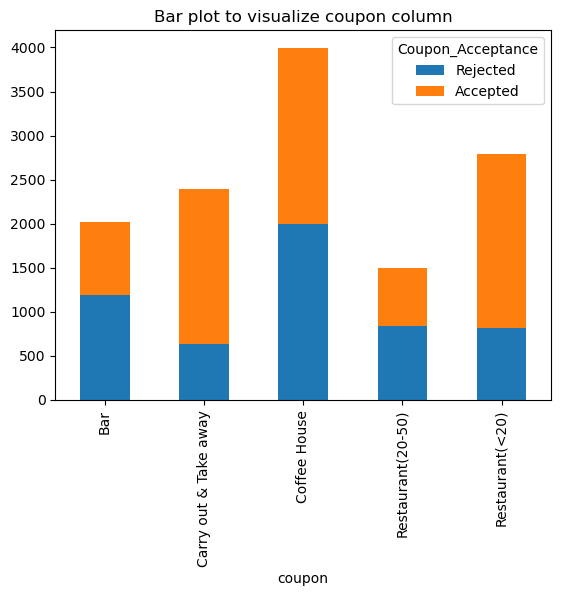 Bar plot to visualize coupon column
Coupon_Acceptance
Rejected
Accepted
4000
3500
3000
2500
2000
1500
1000
500
0
Bar
Carry out & Take away
Coffee House
Restaurant(20-50)
Restaurant(<20)
coupon